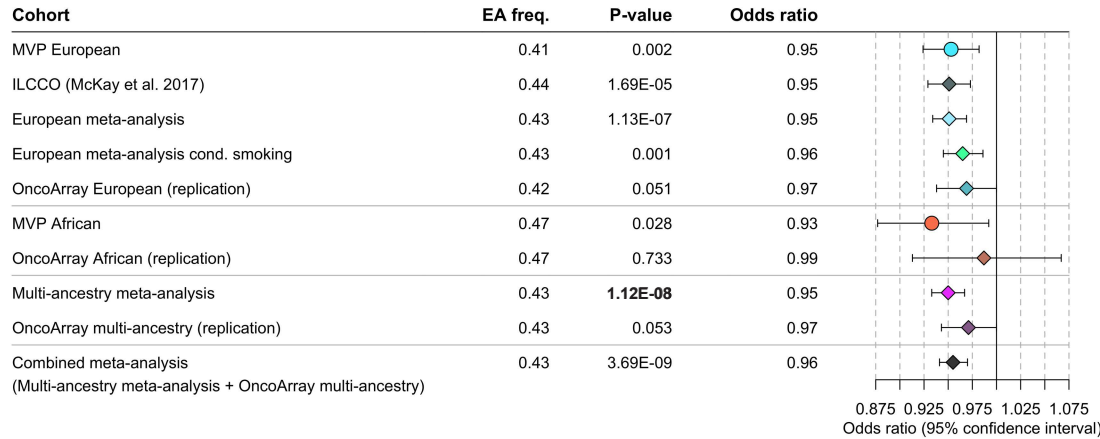 Cohort EA freq. P-value Odds ratio
MVP European 0.41 0.002 0.95
ILCCO (McKay et al. 2017) 0.44 1.69E-05 0.95
European meta-analysis 0.43 1.13E-07 0.95
European meta-analysis cond. smoking 0.43 0.001 0.96
OncoArray European (replication) 0.42 0.051 0.97
MVP African 0.47 0.028 0.93
OncoArray African (replication) 0.47 0.733 0.99
Multi-ancestry meta-analysis 0.43 1.12E-08 0.95
OncoArray multi-ancestry (replication) 0.43 0.053 0.97
Combined meta-analysis 0.43 3.69E-09 0.96
(Multi-ancestry meta-analysis + OncoArray multi-ancestry)
0.875 0.925 0.975 1.025 1.075
Odds ratio (95% confidence interval)